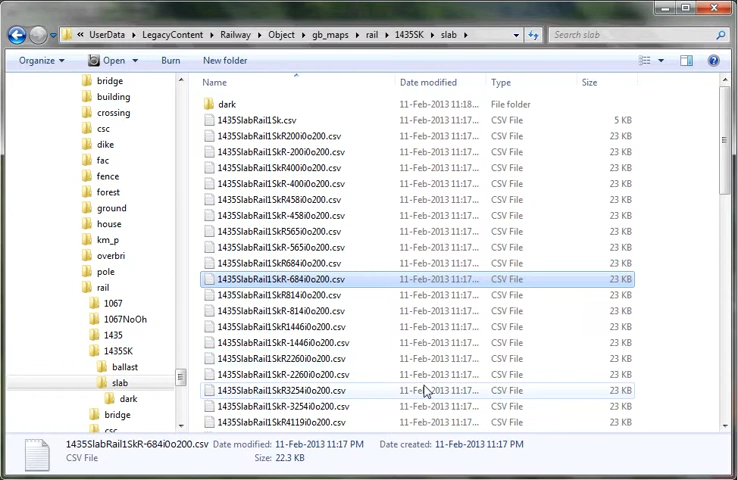 « UserData ▸ LegacyContent ▸ Railway ▸ Object ▸ gb_maps ▸ rail ▸ 1435SK ▸ slab ▸ Search slab
Organize Open Burn New folder
bridge
building
crossing
csc
dike
fac
fence
forest
ground
house
km_p
overbri
pole
rail
1067
1067NoOh
1435
1435SK
ballast
slab
dark
bridge
csc
Name Date modified Type Size
dark 11-Feb-2013 11:18... File folder
1435SlabRail1Sk.csv 11-Feb-2013 11:17... CSV File 5 KB
1435SlabRail1SkR200i0o200.csv 11-Feb-2013 11:17... CSV File 23 KB
1435SlabRail1SkR-200i0o200.csv 11-Feb-2013 11:17... CSV File 23 KB
1435SlabRail1SkR400i0o200.csv 11-Feb-2013 11:17... CSV File 23 KB
1435SlabRail1SkR-400i0o200.csv 11-Feb-2013 11:17... CSV File 23 KB
1435SlabRail1SkR458i0o200.csv 11-Feb-2013 11:17... CSV File 23 KB
1435SlabRail1SkR-458i0o200.csv 11-Feb-2013 11:17... CSV File 23 KB
1435SlabRail1SkR565i0o200.csv 11-Feb-2013 11:17... CSV File 23 KB
1435SlabRail1SkR-565i0o200.csv 11-Feb-2013 11:17... CSV File 23 KB
1435SlabRail1SkR684i0o200.csv 11-Feb-2013 11:17... CSV File 23 KB
1435SlabRail1SkR-684i0o200.csv 11-Feb-2013 11:17... CSV File 23 KB
1435SlabRail1SkR814i0o200.csv 11-Feb-2013 11:17... CSV File 23 KB
1435SlabRail1SkR-814i0o200.csv 11-Feb-2013 11:17... CSV File 23 KB
1435SlabRail1SkR1446i0o200.csv 11-Feb-2013 11:17... CSV File 23 KB
1435SlabRail1SkR-1446i0o200.csv 11-Feb-2013 11:17... CSV File 23 KB
1435SlabRail1SkR2260i0o200.csv 11-Feb-2013 11:17... CSV File 23 KB
1435SlabRail1SkR-2260i0o200.csv 11-Feb-2013 11:17... CSV File 23 KB
1435SlabRail1SkR3254i0o200.csv 11-Feb-2013 11:17... CSV File 23 KB
1435SlabRail1SkR-3254i0o200.csv 11-Feb-2013 11:17... CSV File 23 KB
1435SlabRail1SkR4119i0o200.csv 11-Feb-2013 11:17... CSV File 23 KB
1435SlabRail1SkR-684i0o200.csv Date modified: 11-Feb-2013 11:17 PM Date created: 11-Feb-2013 11:17 PM
CSV File Size: 22.3 KB